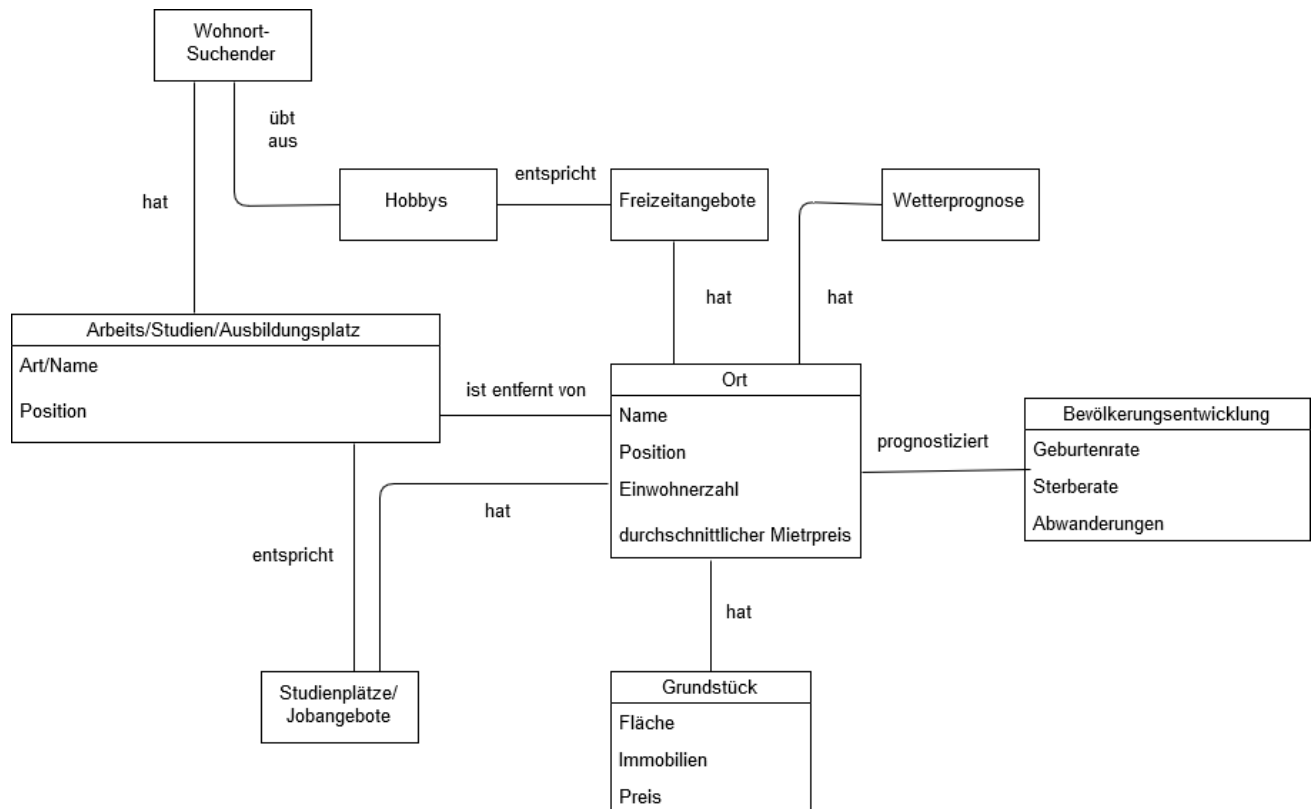 Wohnort-
Suchender
übt
aus
hat
Hobbys
entspricht
Freizeitangebote
Wetterprognose
hat
hat
Arbeits/Studien/Ausbildungsplatz
Art/Name
Position
ist entfernt von
Ort
Name
Position
Einwohnerzahl
durchschnittlicher Mietrpreis
prognostiziert
Bevölkerungsentwicklung
Geburtenrate
Sterberate
Abwanderungen
hat
entspricht
hat
Studienplätze/
Jobangebote
Grundstück
Fläche
Immobilien
Preis